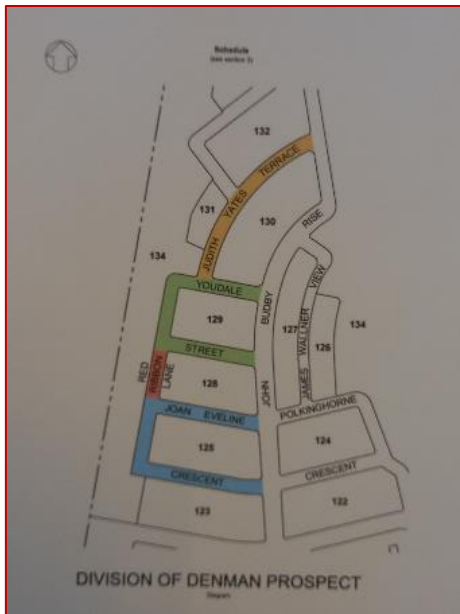 Schedule
(see section 3)
132
JUDITH YATES TERRACE
131
130
RISE
134
YOUDALE
129
BUDBY
127
JAMES WALLNER VIEW
126
134
STREET
RED RIBBON LANE
128
JOHN
POLKINGHORNE
JOAN EVELINE
125
124
CRESCENT
CRESCENT
123
122
DIVISION OF DENMAN PROSPECT
Diagram